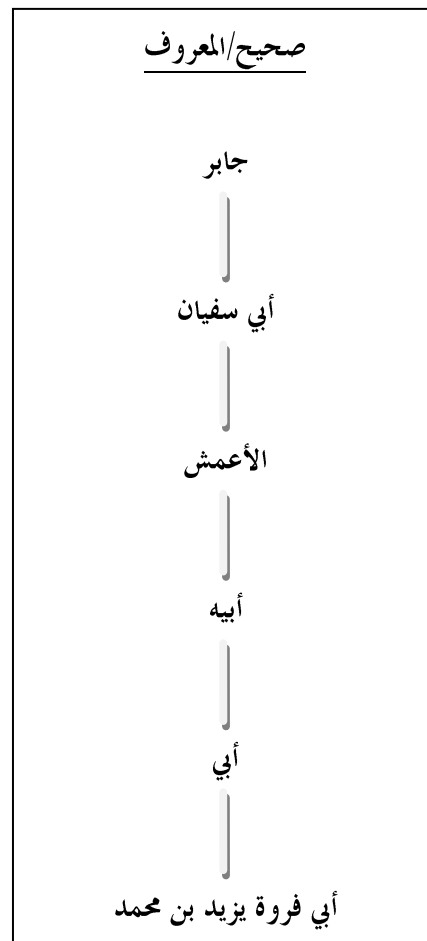 صحيح/المعروف
جابر
أبي سفيان
الأعمش
أبيه
أبي
أبي فروة يزيد بن محمد